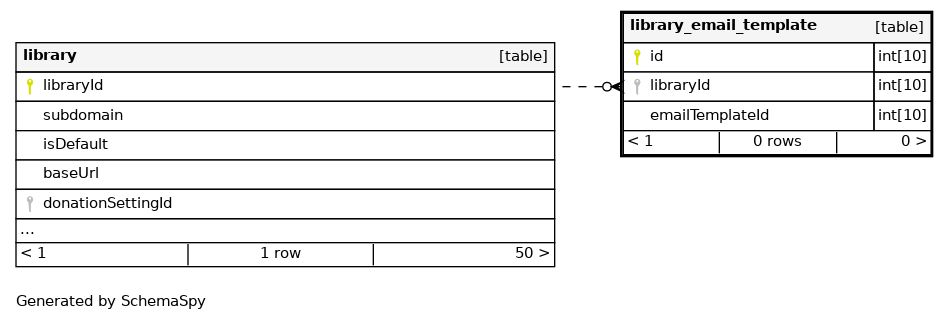 library [table]
libraryId
subdomain
isDefault
baseUrl
donationSettingId
...
< 1 1 row 50 >
library_email_template [table]
id int[10]
libraryId int[10]
emailTemplateId int[10]
< 1 0 rows 0 >
Generated by SchemaSpy